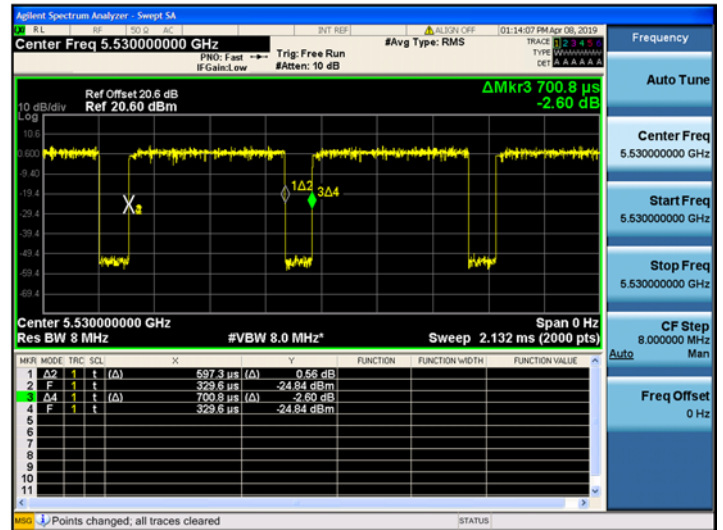 Agilent Spectrum Analyzer - Swept SA
RL RF 50 Ω AC INT REF ALIGN OFF 01:14:07 PM Apr 08, 2019
Center Freq 5.530000000 GHz #Avg Type: RMS TRACE 1 2 3 4 5 6
PNO: Fast Trig: Free Run TYPE
IFGain:Low #Atten: 10 dB DET A A A A A A
ΔMkr3 700.8 µs
-2.60 dB
Ref Offset 20.6 dB
10 dB/div Ref 20.60 dBm
Log
10.6
0.600
-9.40
-19.4
-29.4
-39.4
-49.4
-59.4
-69.4
1Δ2
3Δ4
X
Center 5.530000000 GHz Span 0 Hz
Res BW 8 MHz #VBW 8.0 MHz* Sweep 2.132 ms (2000 pts)
MKR MODE TRC SCL X Y FUNCTION FUNCTION WIDTH FUNCTION VALUE
1 Δ2 1 t (Δ) 597.3 µs (Δ) 0.56 dB
2 F 1 t 329.6 µs -24.84 dBm
3 Δ4 1 t (Δ) 700.8 µs (Δ) -2.60 dB
4 F 1 t 329.6 µs -24.84 dBm
5
6
7
8
9
10
11
MSG Points changed; all traces cleared STATUS
Frequency
Auto Tune
Center Freq
5.530000000 GHz
Start Freq
5.530000000 GHz
Stop Freq
5.530000000 GHz
CF Step
8.000000 MHz
Auto Man
Freq Offset
0 Hz